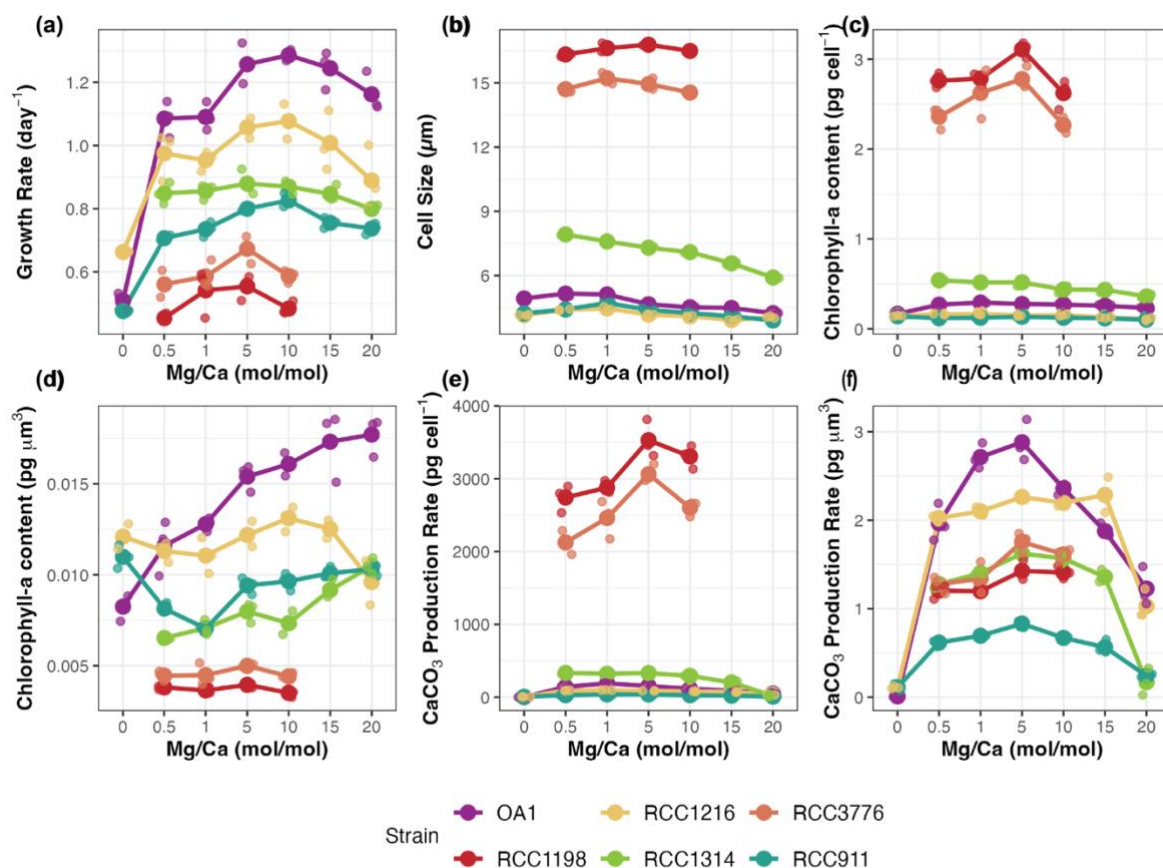 (a)
(b)
(c)
Growth Rate (day⁻¹)
1.2
1.0
0.8
0.6
0 0.5 1 5 10 15 20
Mg/Ca (mol/mol)
Cell Size (µm)
15
12
9
6
0 0.5 1 5 10 15 20
Mg/Ca (mol/mol)
Chlorophyll-a content (pg cell⁻¹)
3
2
1
0
0 0.5 1 5 10 15 20
Mg/Ca (mol/mol)
(d)
(e)
(f)
Chlorophyll-a content (pg µm³)
0.015
0.010
0.005
0 0.5 1 5 10 15 20
Mg/Ca (mol/mol)
CaCO₃ Production Rate (pg cell⁻¹)
4000
3000
2000
1000
0
0 0.5 1 5 10 15 20
Mg/Ca (mol/mol)
CaCO₃ Production Rate (pg µm³)
3
2
1
0
0 0.5 1 5 10 15 20
Mg/Ca (mol/mol)
Strain
OA1 RCC1216 RCC3776
RCC1198 RCC1314 RCC911